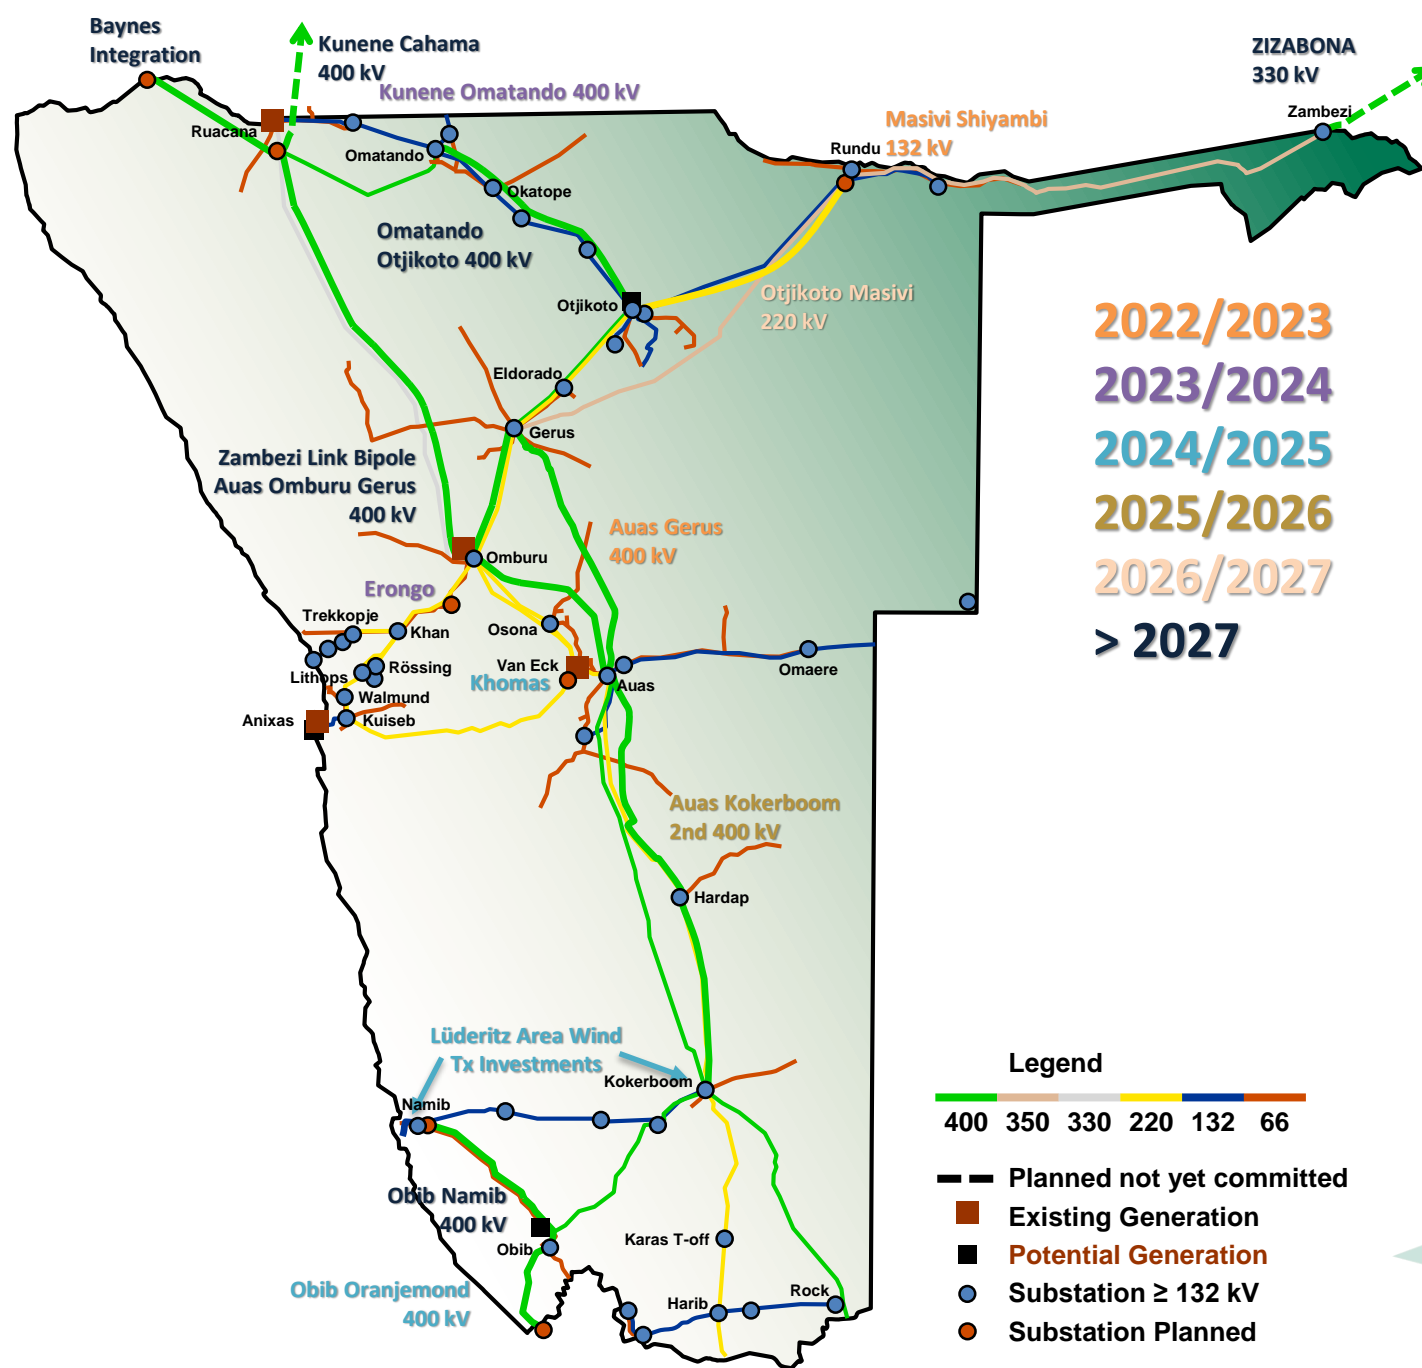 Baynes
Integration
Kunene Cahama
400 kV
ZIZABONA
330 kV
Kunene Omatando 400 kV
Zambezi
Masivi Shiyambi
132 kV
Ruacana
Omatando
Rundu
Okatope
Omatando
Otjikoto 400 kV
Otjikoto
Otjikoto Masivi
220 kV
2022/2023
2023/2024
2024/2025
2025/2026
2026/2027
> 2027
Eldorado
Gerus
Zambezi Link Bipole
Auas Omburu Gerus
400 kV
Auas Gerus
400 kV
Omburu
Erongo
Trekkopje
Khan
Osona
Van Eck
Omaere
Lithops
Rössing
Khomas
Auas
Walmund
Anixas
Kuiseb
Auas Kokerboom
2nd 400 kV
Hardap
Lüderitz Area Wind
Tx Investments
Kokerboom
Namib
Obib Namib
400 kV
Obib
Karas T-off
Obib Oranjemond
400 kV
Harib
Rock
Legend
400 350 330 220 132 66
Planned not yet committed
Existing Generation
Potential Generation
Substation ≥ 132 kV
Substation Planned